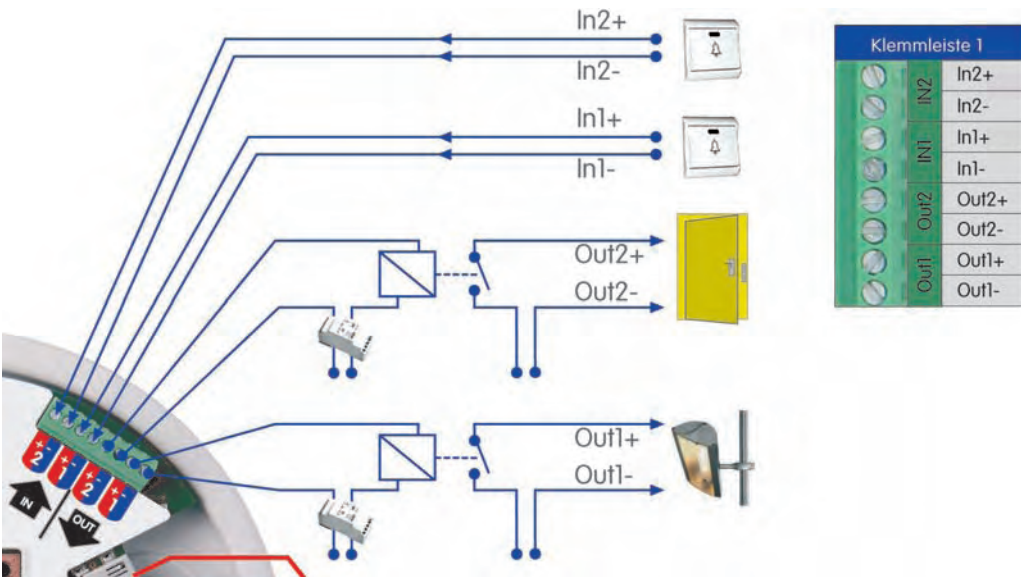 In2+
In2-
In1+
In1-
Out2+
Out2-
Out1+
Out1-
+-
2
+-
1
+-
2
+-
1
IN
OUT
Klemmleiste 1
IN2
In2+
In2-
IN1
In1+
In1-
Out2
Out2+
Out2-
Out1
Out1+
Out1-